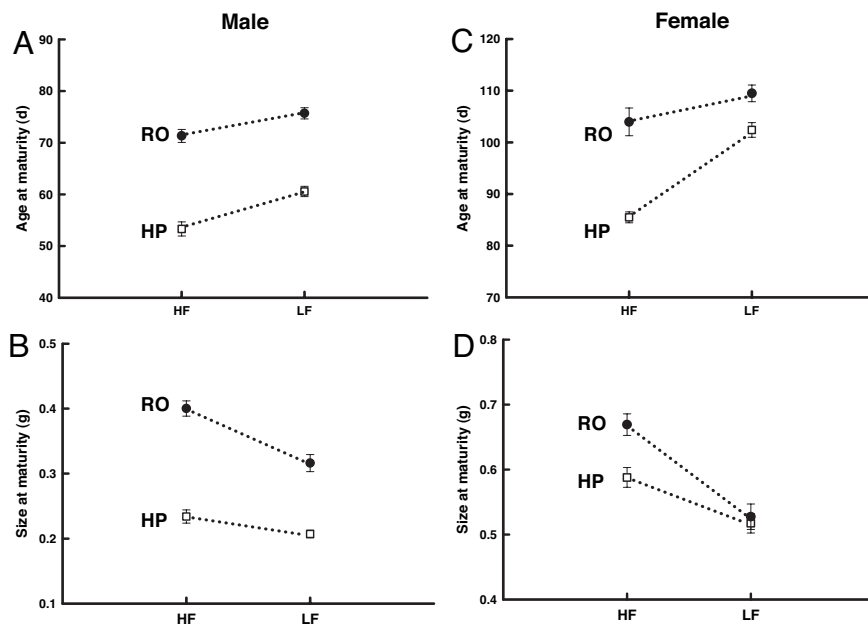 Male
A
Age at maturity (d)
90
80
70
60
50
40
RO
HP
HF
LF
B
Size at maturity (g)
0.5
0.4
0.3
0.2
0.1
RO
HP
HF
LF
Female
C
Age at maturity (d)
120
110
100
90
80
70
RO
HP
HF
LF
D
Size at maturity (g)
0.8
0.7
0.6
0.5
0.4
RO
HP
HF
LF